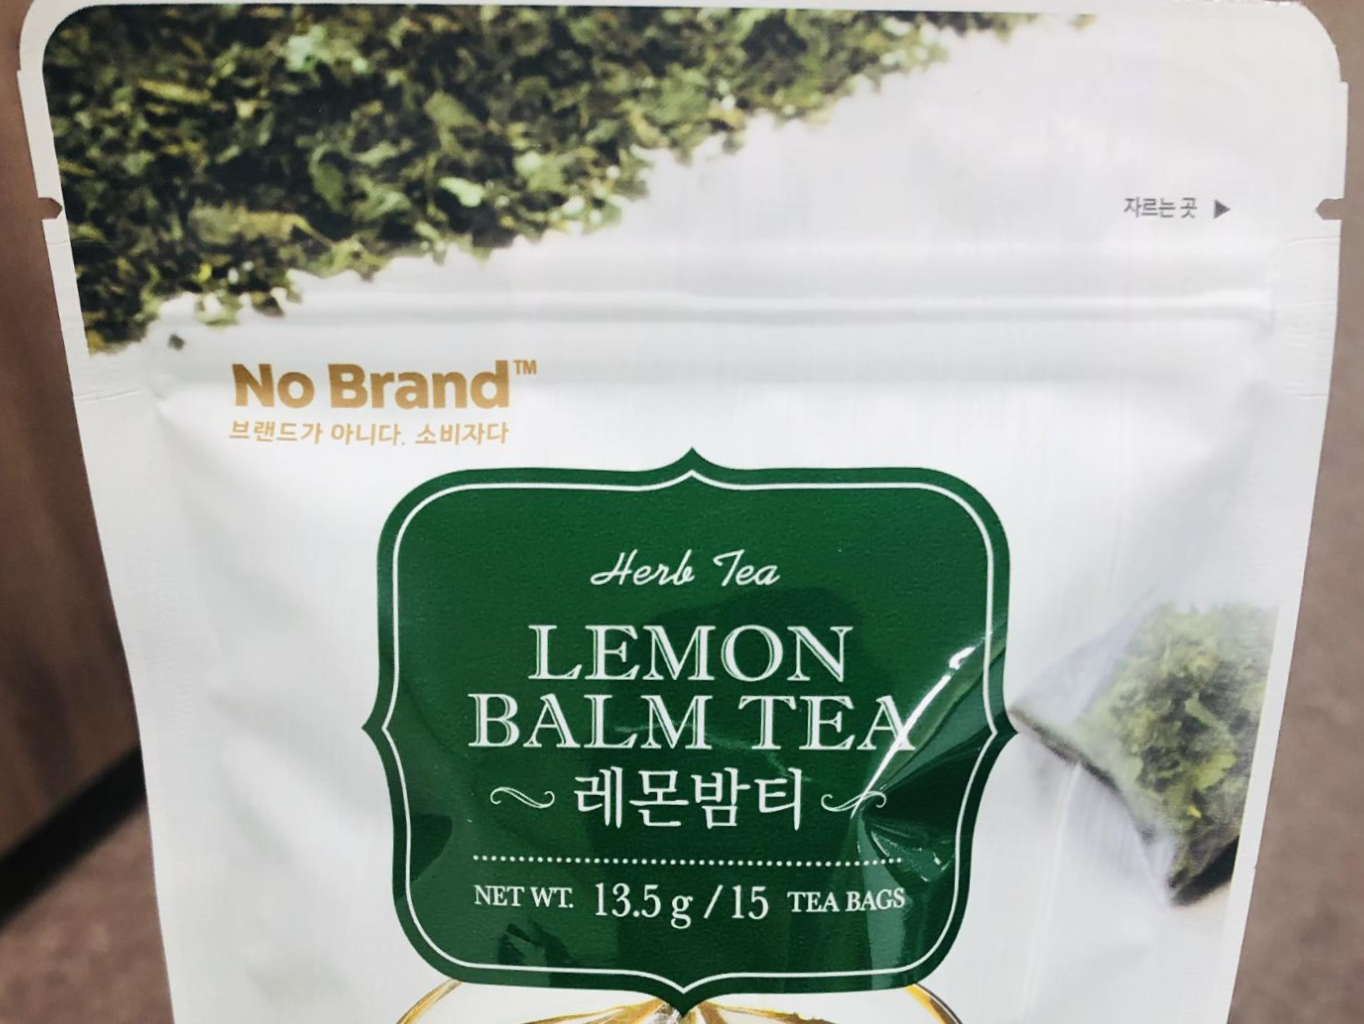 자르는 곳 ▶
No Brand™
브랜드가 아니다. 소비자다
Herb Tea
LEMON
BALM TEA
~ 레몬밤티 ~
NET WT. 13.5 g / 15 TEA BAGS